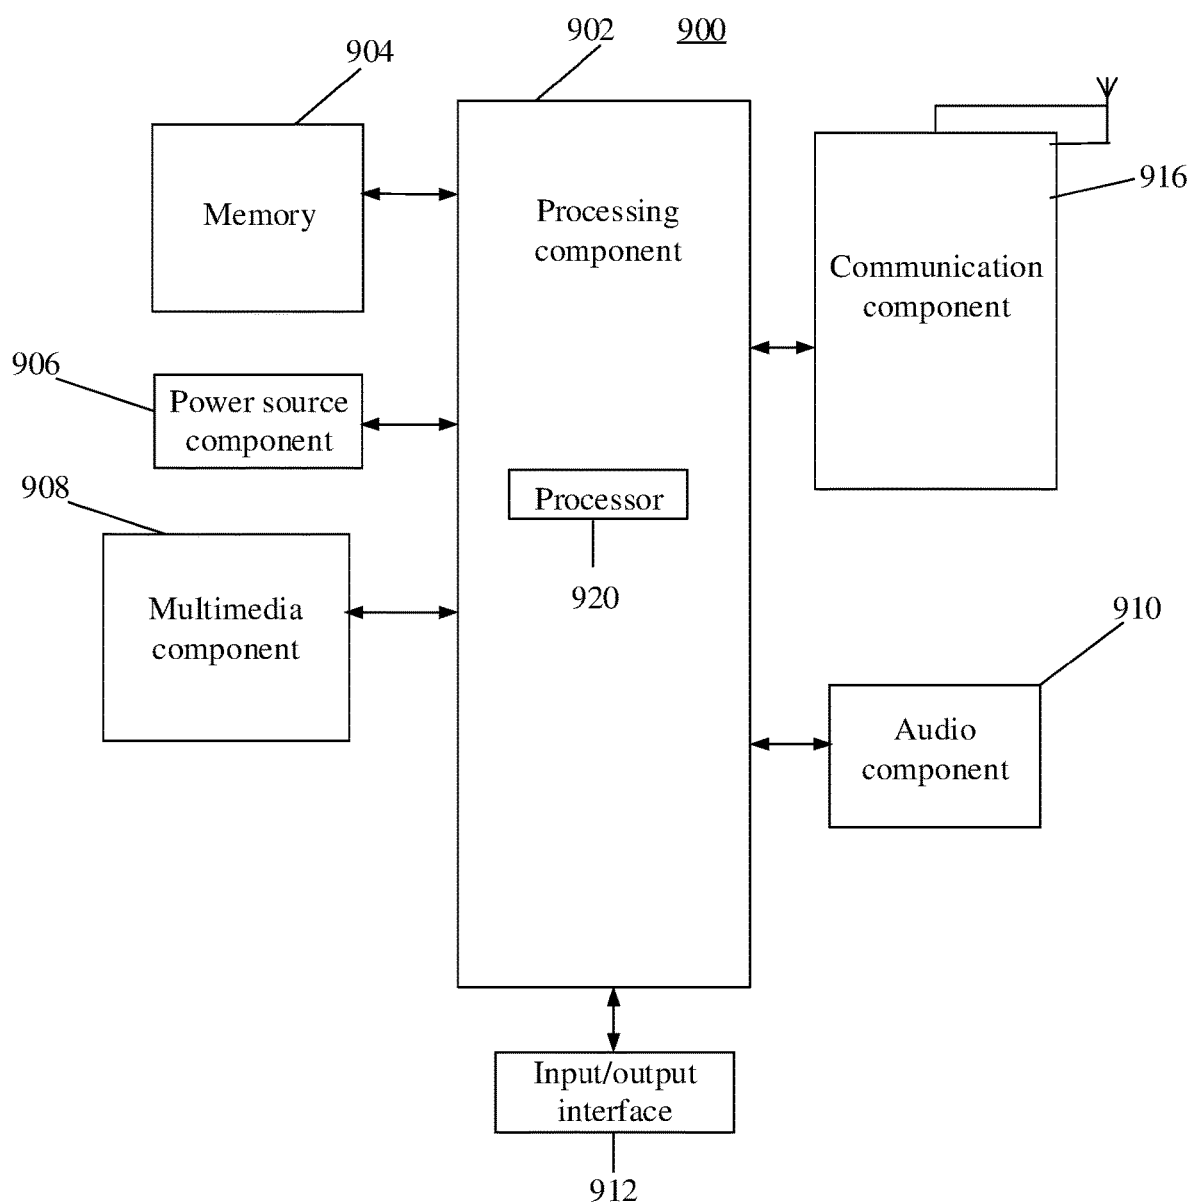 902
900
904
Memory
Processing
component
916
Communication
component
906
Power source
component
908
Processor
920
Multimedia
component
910
Audio
component
Input/output
interface
912